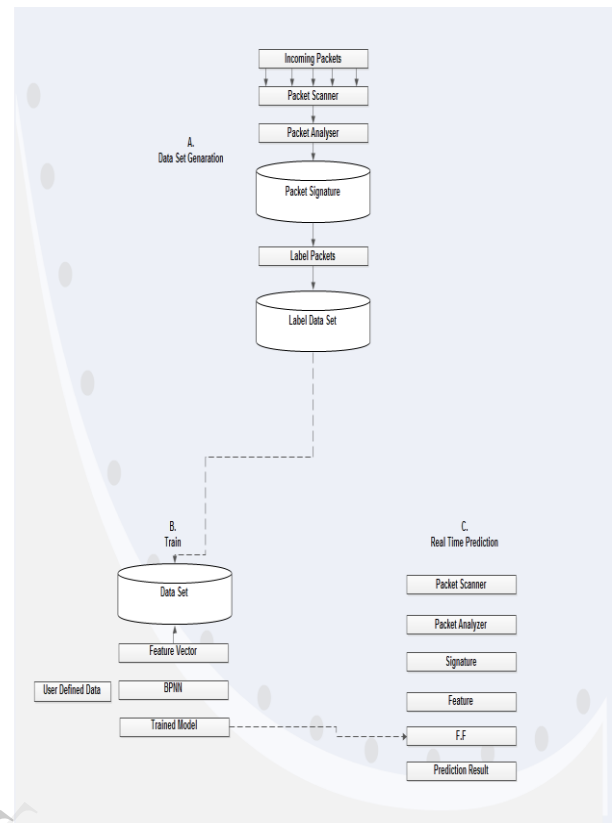 Incoming Packets
Packet Scanner
Packet Analyser
A.
Data Set Genaration
Packet Signature
Label Packets
Label Data Set
B.
Train
Data Set
Feature Vector
User Defined Data
BPNN
Trained Model
C.
Real Time Prediction
Packet Scanner
Packet Analyzer
Signature
Feature
F.F
Prediction Result